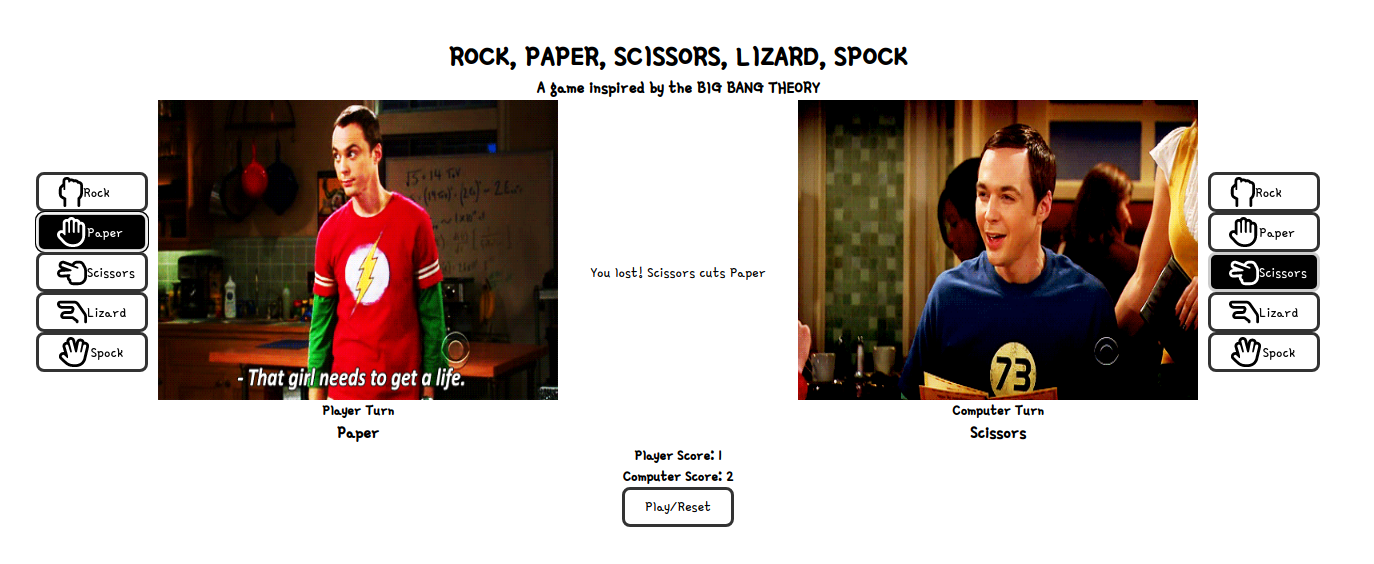 ROCK, PAPER, SCISSORS, LIZARD, SPOCK
A game inspired by the BIG BANG THEORY
Rock
Paper
Scissors
Lizard
Spock
- That girl needs to get a life.
Player Turn
Paper
You lost! Scissors cuts Paper
73
Computer Turn
Scissors
Rock
Paper
Scissors
Lizard
Spock
Player Score: 1
Computer Score: 2
Play/Reset